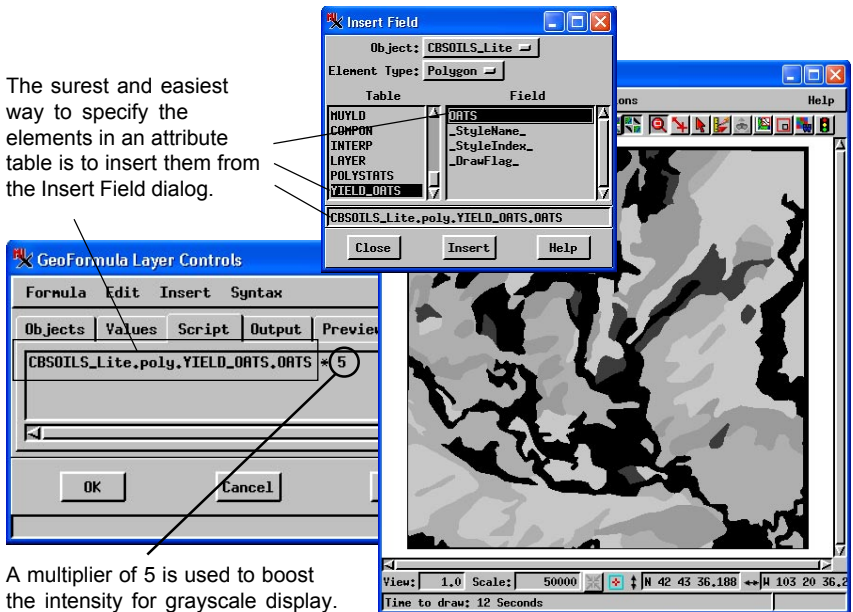 The surest and easiest
way to specify the
elements in an attribute
table is to insert them from
the Insert Field dialog.
Insert Field
Object: CBSOILS_Lite
Element Type: Polygon
Table Field
MUYLD
COMPON
INTERP
LAYER
POLYSTATS
YIELD_OATS
OATS
_StyleName_
_StyleIndex_
_DrawFlag_
CBSOILS_Lite.poly.YIELD_OATS.OATS
Close Insert Help
ons Help
GeoFormula Layer Controls
Formula Edit Insert Syntax
Objects Values Script Output Preview
CBSOILS_Lite.poly.YIELD_OATS.OATS * 5
OK Cancel
A multiplier of 5 is used to boost
the intensity for grayscale display.
View: 1.0 Scale: 50000 N 42 43 36.188 W 103 20 36.2
Time to draw: 12 Seconds